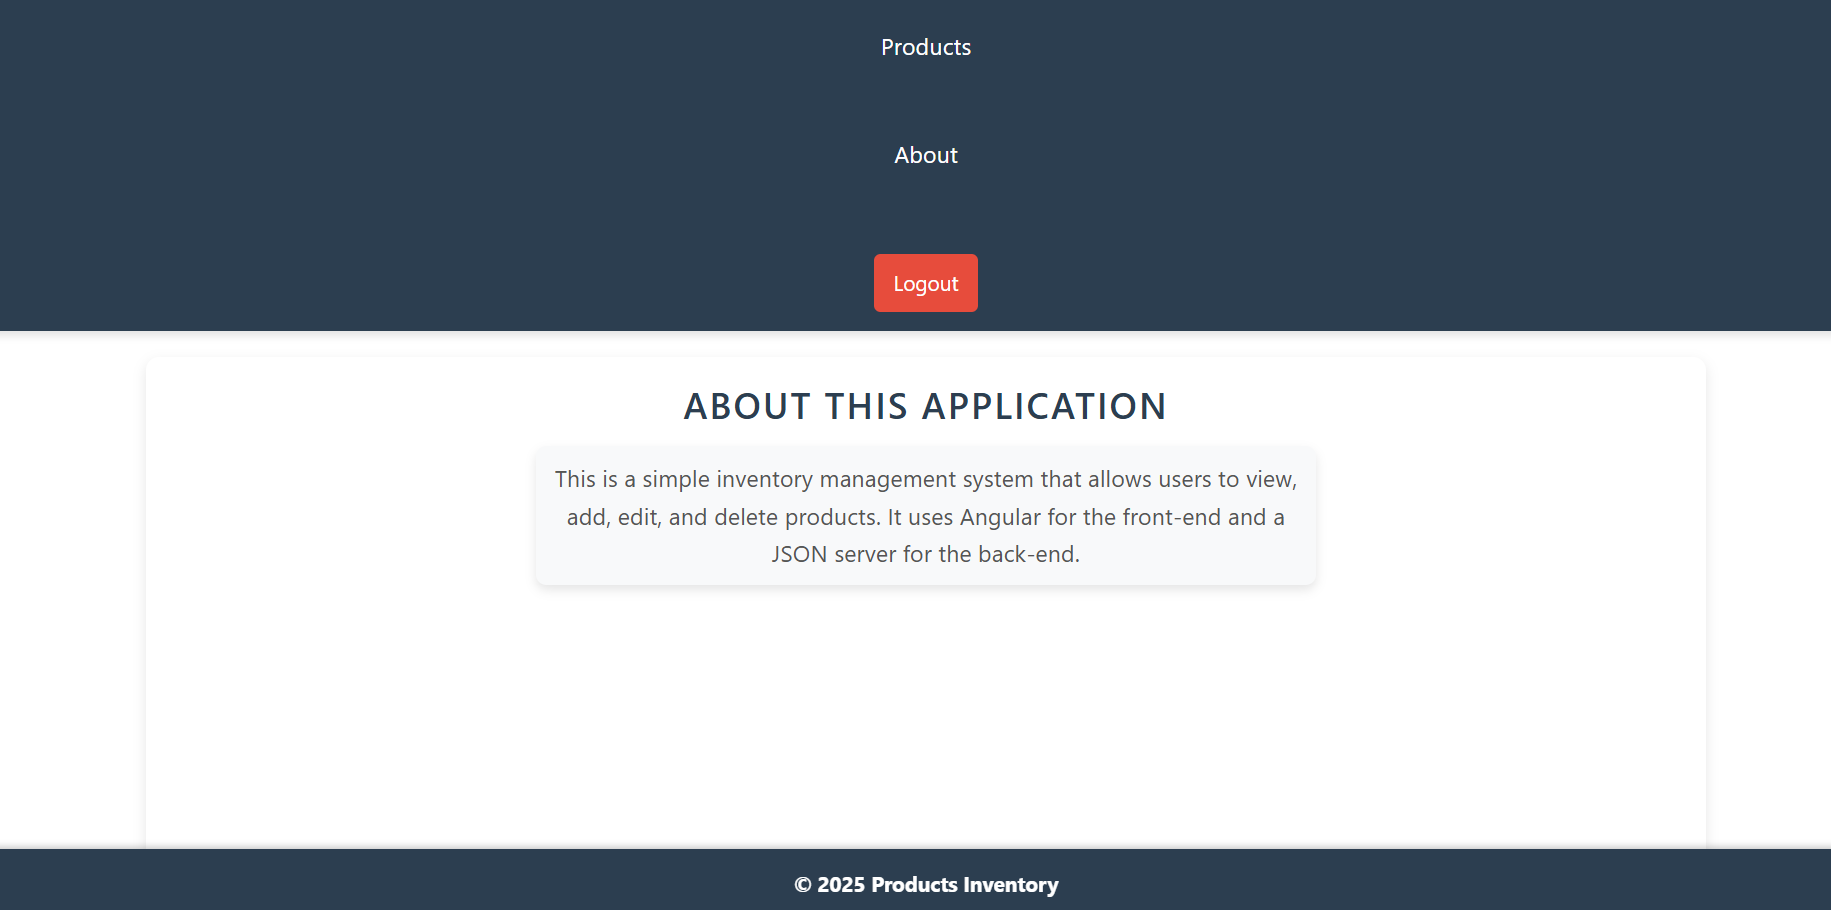 Products
About
Logout
ABOUT THIS APPLICATION
This is a simple inventory management system that allows users to view,
add, edit, and delete products. It uses Angular for the front-end and a
JSON server for the back-end.
© 2025 Products Inventory